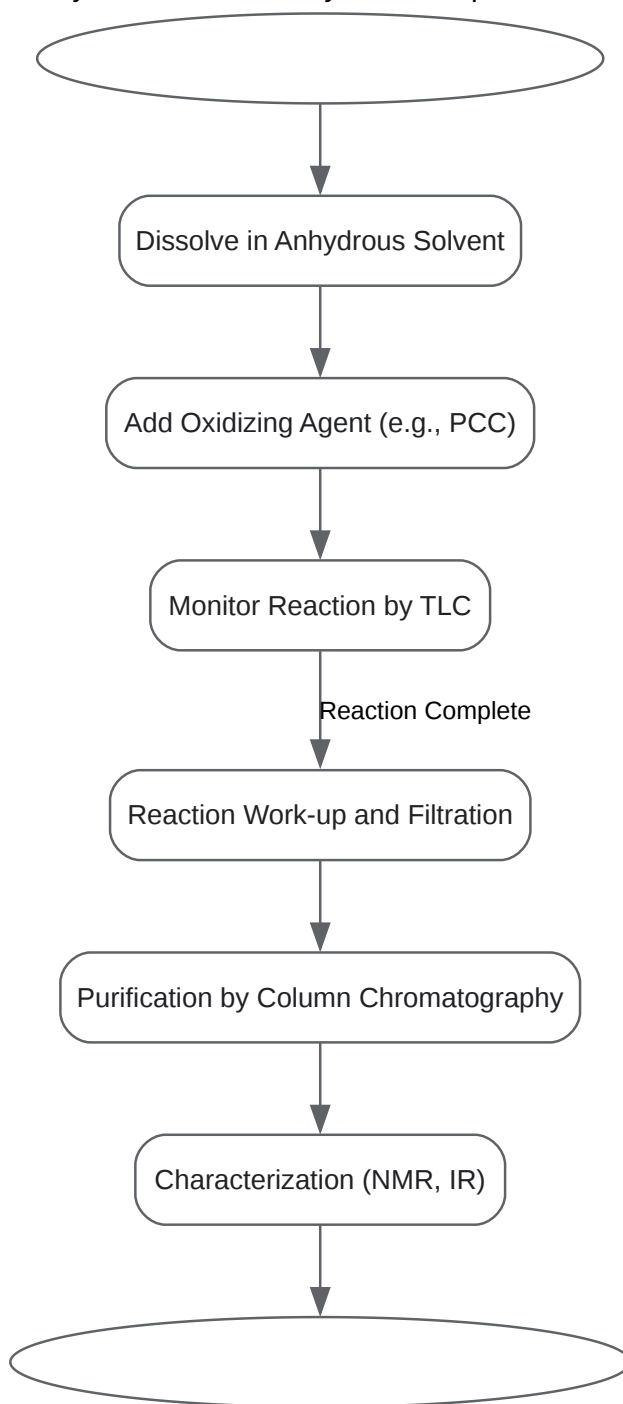 Dissolve in Anhydrous Solvent
Add Oxidizing Agent (e.g., PCC)
Monitor Reaction by TLC
Reaction Complete
Reaction Work-up and Filtration
Purification by Column Chromatography
Characterization (NMR, IR)